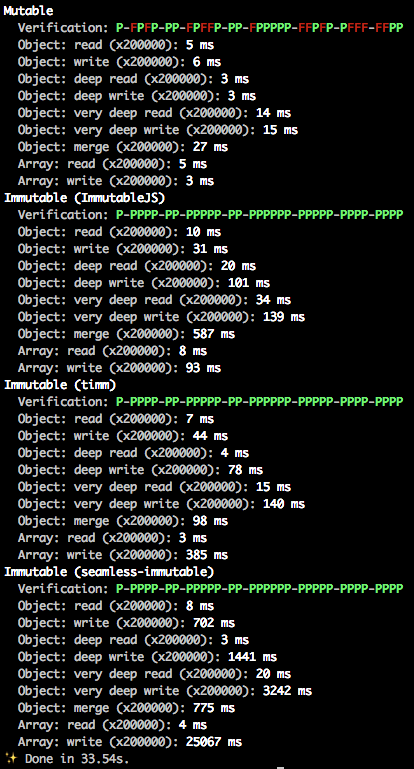 Mutable
Verification: P-FPFP-PP-FPFFP-PP-FPPPPP-FFPFP-PFFF-FFPP
Object: read (x200000): 5 ms
Object: write (x200000): 6 ms
Object: deep read (x200000): 3 ms
Object: deep write (x200000): 3 ms
Object: very deep read (x200000): 14 ms
Object: very deep write (x200000): 15 ms
Object: merge (x200000): 27 ms
Array: read (x200000): 5 ms
Array: write (x200000): 3 ms
Immutable (ImmutableJS)
Verification: P-PPPP-PP-PPPPP-PP-PPPPPP-PPPPP-PPPP-PPPP
Object: read (x200000): 10 ms
Object: write (x200000): 31 ms
Object: deep read (x200000): 20 ms
Object: deep write (x200000): 101 ms
Object: very deep read (x200000): 34 ms
Object: very deep write (x200000): 139 ms
Object: merge (x200000): 587 ms
Array: read (x200000): 8 ms
Array: write (x200000): 93 ms
Immutable (timm)
Verification: P-PPPP-PP-PPPPP-PP-PPPPPP-PPPPP-PPPP-PPPP
Object: read (x200000): 7 ms
Object: write (x200000): 44 ms
Object: deep read (x200000): 4 ms
Object: deep write (x200000): 78 ms
Object: very deep read (x200000): 15 ms
Object: very deep write (x200000): 140 ms
Object: merge (x200000): 98 ms
Array: read (x200000): 3 ms
Array: write (x200000): 385 ms
Immutable (seamless-immutable)
Verification: P-PPPP-PP-PPPPP-PP-PPPPPP-PPPPP-PPPP-PPPP
Object: read (x200000): 8 ms
Object: write (x200000): 702 ms
Object: deep read (x200000): 3 ms
Object: deep write (x200000): 1441 ms
Object: very deep read (x200000): 20 ms
Object: very deep write (x200000): 3242 ms
Object: merge (x200000): 775 ms
Array: read (x200000): 4 ms
Array: write (x200000): 25067 ms
✨ Done in 33.54s.